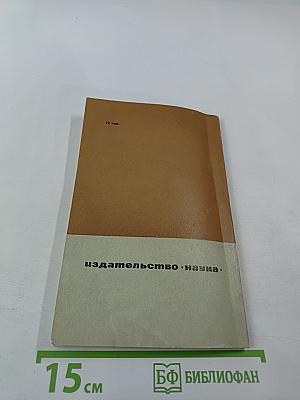 издательство •наука•
15 см
БФ БИБЛИОФАН